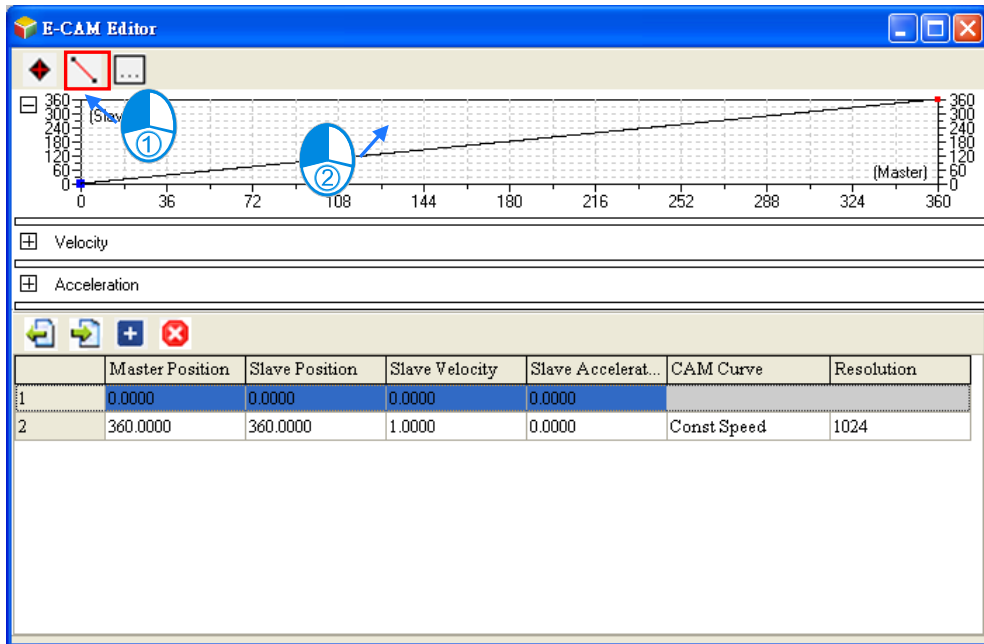 E-CAM Editor
...
360 360
300 (Slav 300
240 ① 240
180 180
120 ② 120
60 (Master) 60
0 0
0 36 72 108 144 180 216 252 288 324 360
Velocity
Acceleration
Master Position Slave Position Slave Velocity Slave Accelerat... CAM Curve Resolution
1 0.0000 0.0000 0.0000 0.0000
2 360.0000 360.0000 1.0000 0.0000 Const Speed 1024